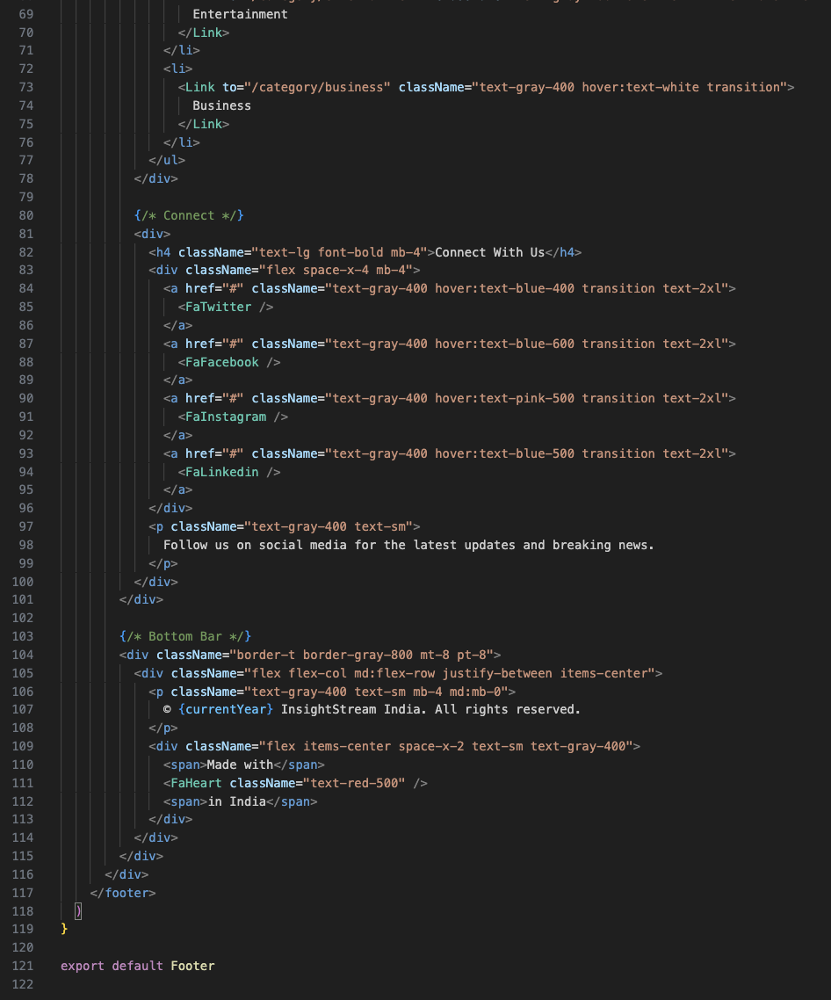 69 Entertainment
70 </Link>
71 </li>
72 <li>
73 <Link to="/category/business" className="text-gray-400 hover:text-white transition">
74 Business
75 </Link>
76 </li>
77 </ul>
78 </div>
79
80 {/* Connect */}
81 <div>
82 <h4 className="text-lg font-bold mb-4">Connect With Us</h4>
83 <div className="flex space-x-4 mb-4">
84 <a href="#" className="text-gray-400 hover:text-blue-400 transition text-2xl">
85 <FaTwitter />
86 </a>
87 <a href="#" className="text-gray-400 hover:text-blue-600 transition text-2xl">
88 <FaFacebook />
89 </a>
90 <a href="#" className="text-gray-400 hover:text-pink-500 transition text-2xl">
91 <FaInstagram />
92 </a>
93 <a href="#" className="text-gray-400 hover:text-blue-500 transition text-2xl">
94 <FaLinkedin />
95 </a>
96 </div>
97 <p className="text-gray-400 text-sm">
98 Follow us on social media for the latest updates and breaking news.
99 </p>
100 </div>
101 </div>
102
103 {/* Bottom Bar */}
104 <div className="border-t border-gray-800 mt-8 pt-8">
105 <div className="flex flex-col md:flex-row justify-between items-center">
106 <p className="text-gray-400 text-sm mb-4 md:mb-0">
107 © {currentYear} InsightStream India. All rights reserved.
108 </p>
109 <div className="flex items-center space-x-2 text-sm text-gray-400">
110 <span>Made with</span>
111 <FaHeart className="text-red-500" />
112 <span>in India</span>
113 </div>
114 </div>
115 </div>
116 </div>
117 </footer>
118 )
119 }
120
121 export default Footer
122